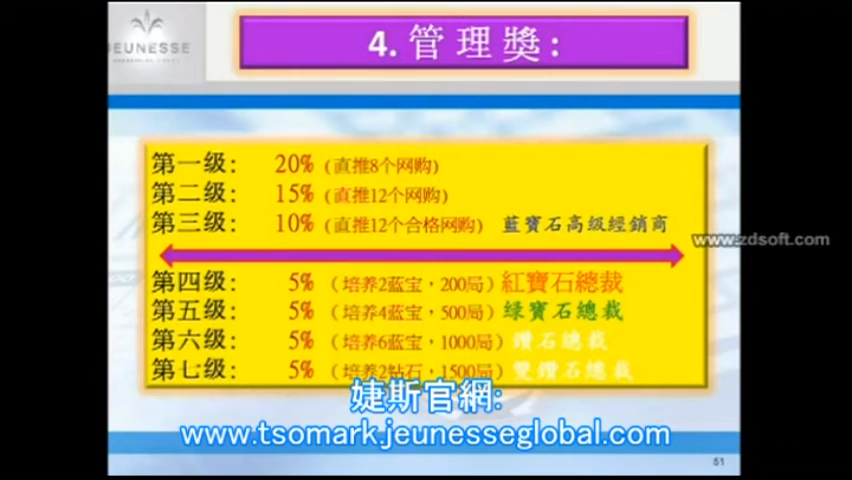 JEUNESSE
4. 管理獎:
第一级: 20% (直推8个网购)
第二级: 15% (直推12个网购)
第三级: 10% (直推12个合格网购) 藍寶石高級經銷商
www.zdsoft.com
第四级: 5% (培养2蓝宝,200局) 紅寶石總裁
第五级: 5% (培养4蓝宝,500局) 绿寶石總裁
第六级: 5% (培养6蓝宝,1000局) 鑽石總裁
第七级: 5% (培养2钻石,1500局) 雙鑽石總裁
婕斯官網:
www.tsomark.jeunesseglobal.com
51